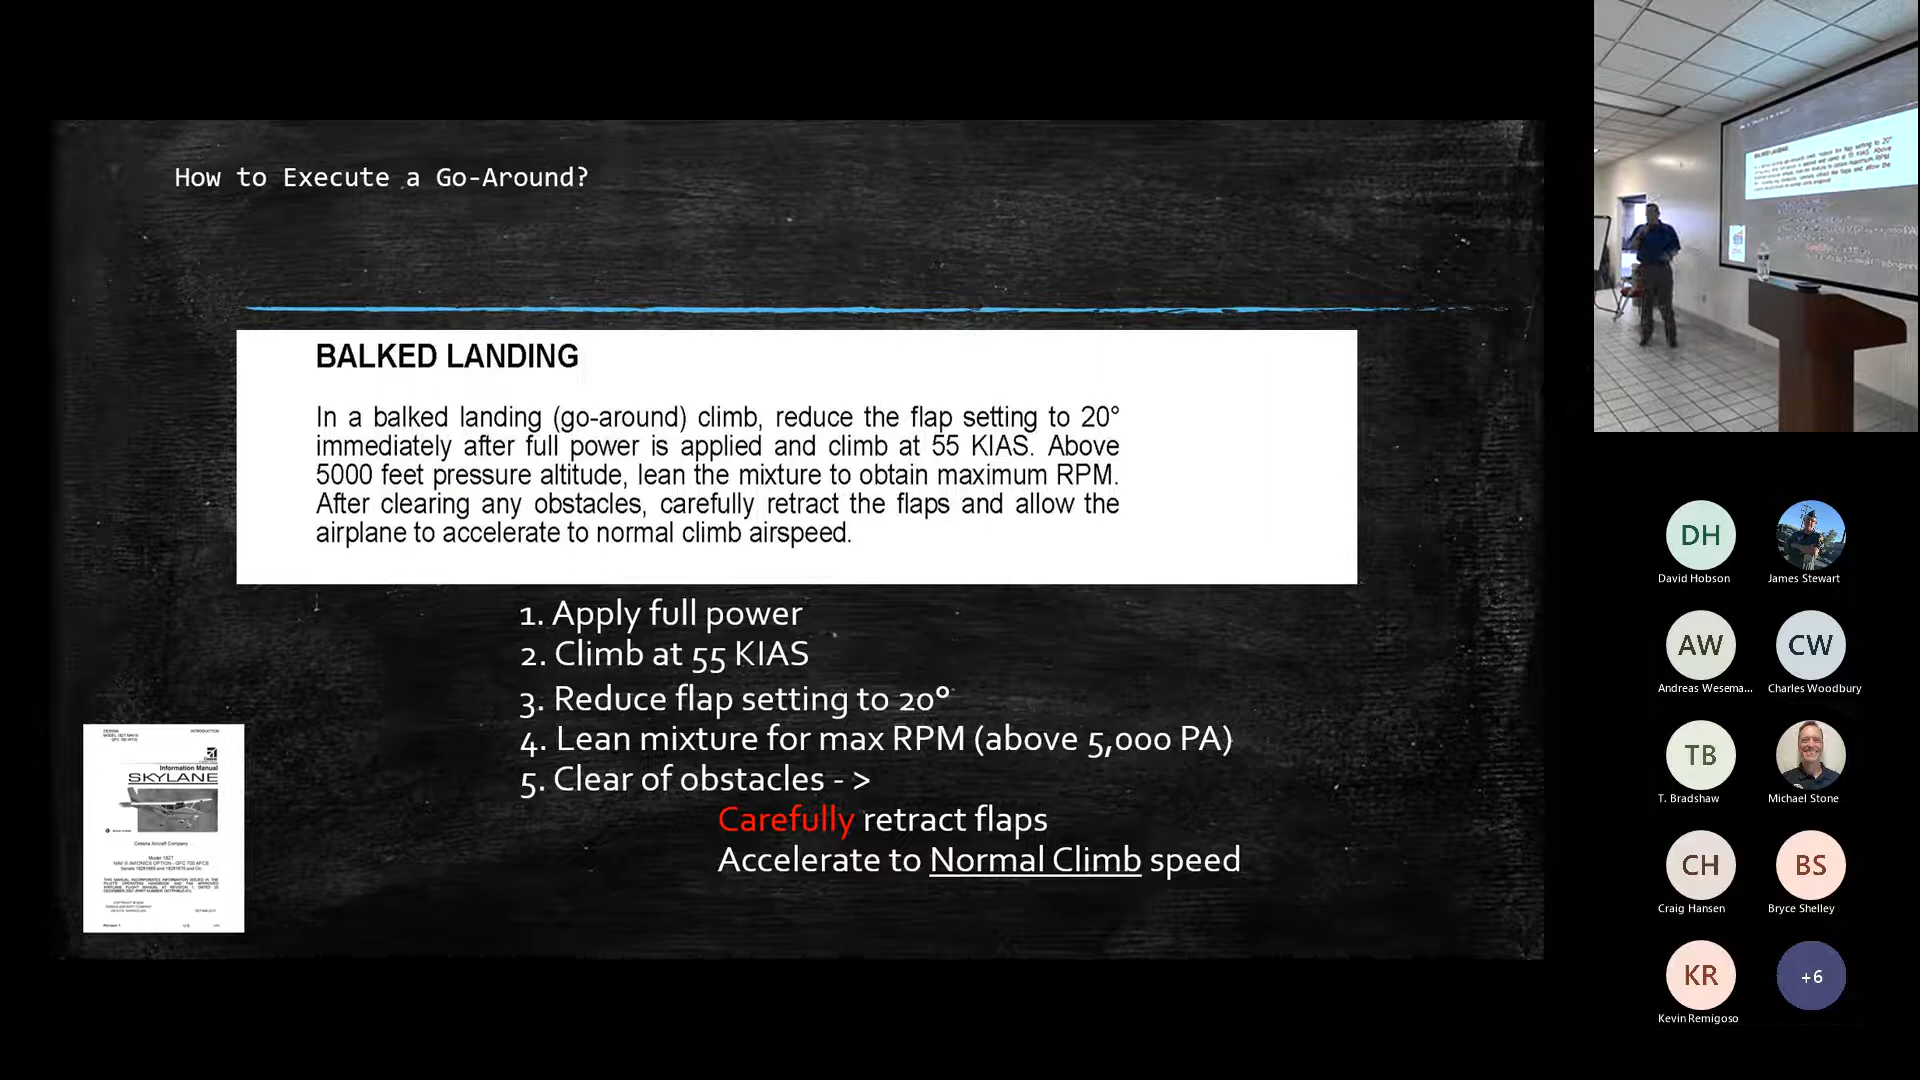 How to Execute a Go-Around?
BALKED LANDING
In a balked landing (go-around) climb, reduce the flap setting to 20°
immediately after full power is applied and climb at 55 KIAS. Above
5000 feet pressure altitude, lean the mixture to obtain maximum RPM.
After clearing any obstacles, carefully retract the flaps and allow the
airplane to accelerate to normal climb airspeed.
1. Apply full power
2. Climb at 55 KIAS
3. Reduce flap setting to 20°
4. Lean mixture for max RPM (above 5,000 PA)
5. Clear of obstacles - >
Carefully retract flaps
Accelerate to Normal Climb speed
INTRODUCTION
Information Manual
SKYLANE
Cessna Aircraft Company
BALKED LANDING
DH
David Hobson
James Stewart
AW
Andreas Wesema...
CW
Charles Woodbury
TB
T. Bradshaw
Michael Stone
CH
Craig Hansen
BS
Bryce Shelley
KR
Kevin Remigoso
+6